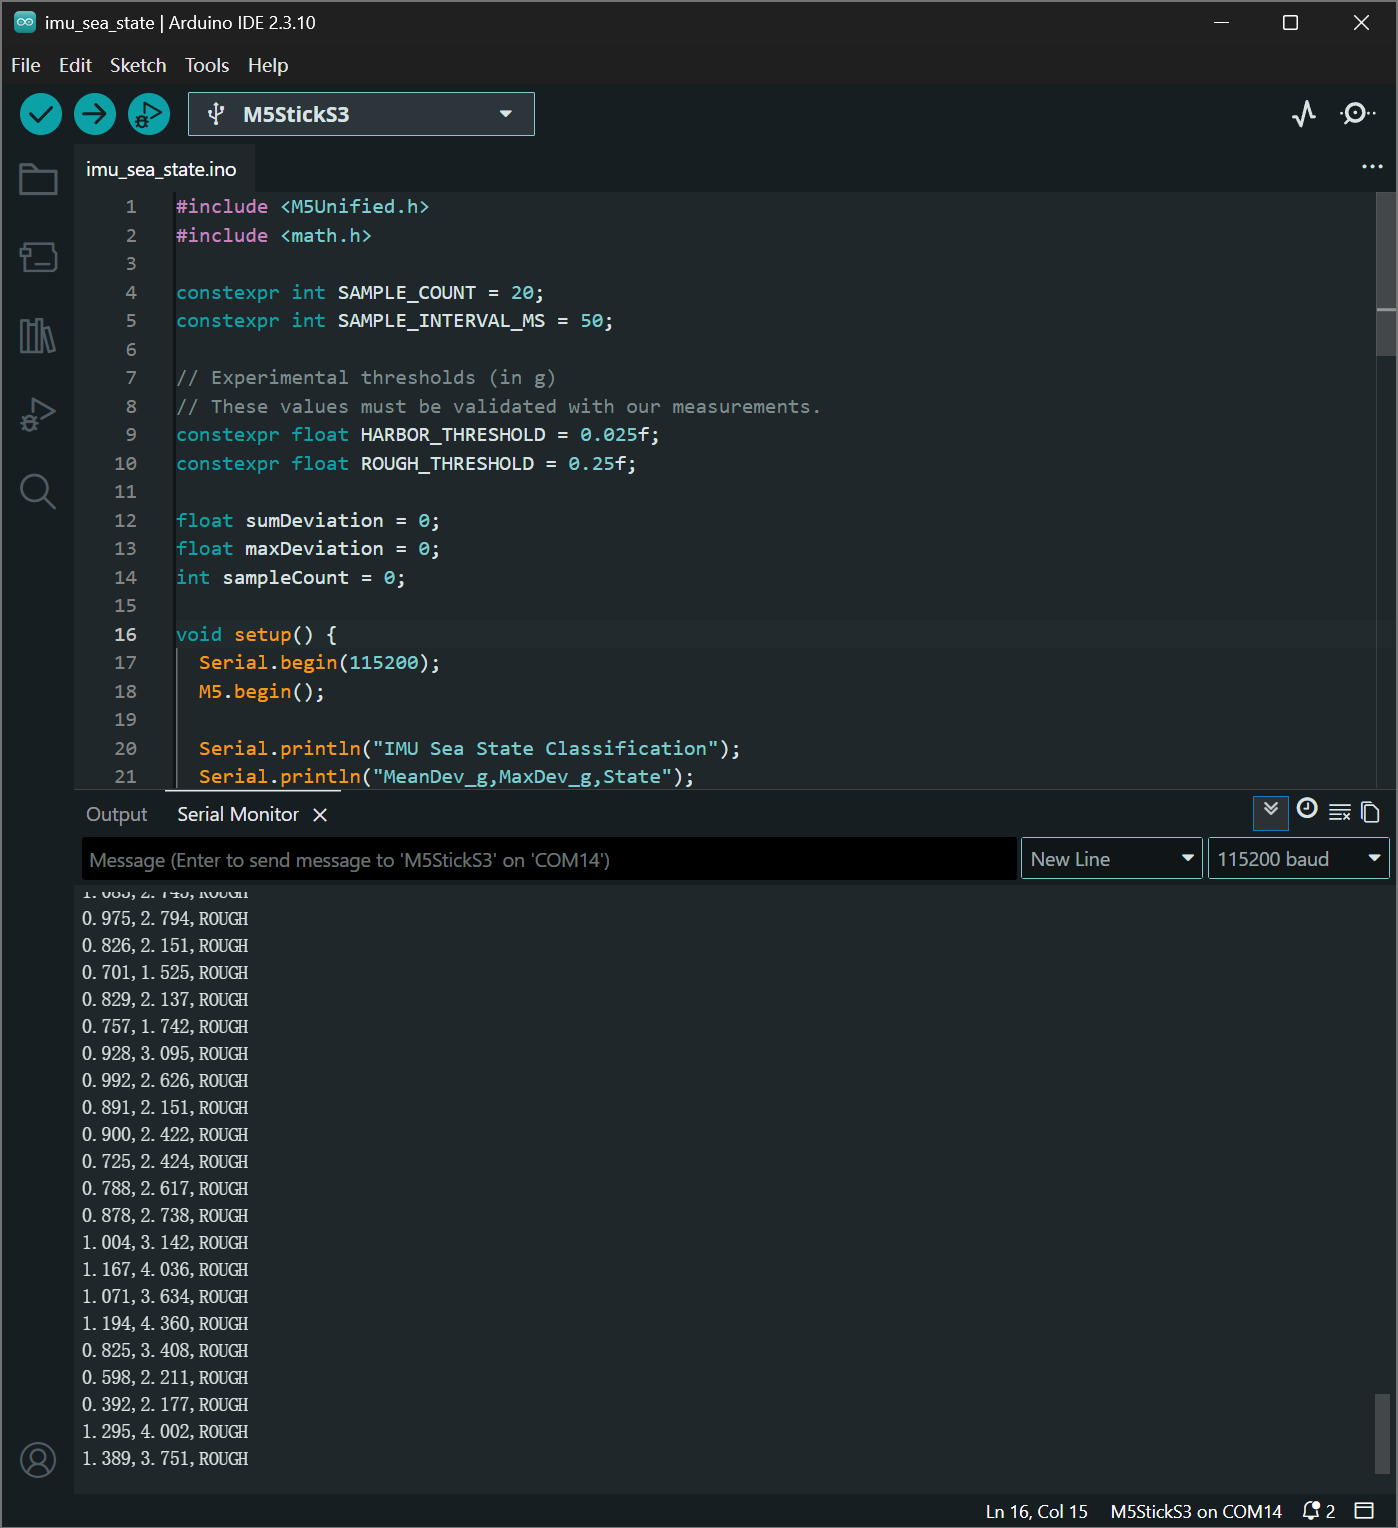 imu_sea_state | Arduino IDE 2.3.10
File Edit Sketch Tools Help
M5StickS3
imu_sea_state.ino
1 #include <M5Unified.h>
2 #include <math.h>
3
4 constexpr int SAMPLE_COUNT = 20;
5 constexpr int SAMPLE_INTERVAL_MS = 50;
6
7 // Experimental thresholds (in g)
8 // These values must be validated with our measurements.
9 constexpr float HARBOR_THRESHOLD = 0.025f;
10 constexpr float ROUGH_THRESHOLD = 0.25f;
11
12 float sumDeviation = 0;
13 float maxDeviation = 0;
14 int sampleCount = 0;
15
16 void setup() {
17 Serial.begin(115200);
18 M5.begin();
19
20 Serial.println("IMU Sea State Classification");
21 Serial.println("MeanDev_g,MaxDev_g,State");
Output Serial Monitor
Message (Enter to send message to 'M5StickS3' on 'COM14') New Line 115200 baud
0.975,2.794,ROUGH
0.826,2.151,ROUGH
0.701,1.525,ROUGH
0.829,2.137,ROUGH
0.757,1.742,ROUGH
0.928,3.095,ROUGH
0.992,2.626,ROUGH
0.891,2.151,ROUGH
0.900,2.422,ROUGH
0.725,2.424,ROUGH
0.788,2.617,ROUGH
0.878,2.738,ROUGH
1.004,3.142,ROUGH
1.167,4.036,ROUGH
1.071,3.634,ROUGH
1.194,4.360,ROUGH
0.825,3.408,ROUGH
0.598,2.211,ROUGH
0.392,2.177,ROUGH
1.295,4.002,ROUGH
1.389,3.751,ROUGH
Ln 16, Col 15 M5StickS3 on COM14 2